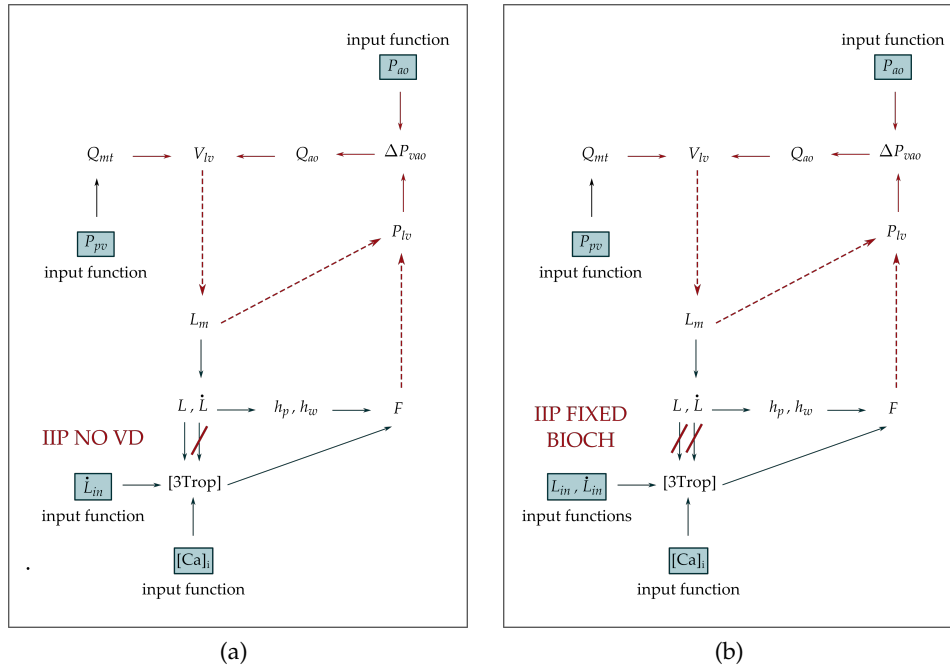 input function
P_ao
Q_mt V_lv Q_ao ΔP_vao
P_lv
P_pv
input function
L_m
L , L̇ h_p , h_w F
IIP NO VD
L̇_in [3Trop]
input function
[Ca]_i
input function
.
(a)
input function
P_ao
Q_mt V_lv Q_ao ΔP_vao
P_lv
P_pv
input function
L_m
L , L̇ h_p , h_w F
IIP FIXED
BIOCH
L_in , L̇_in [3Trop]
input functions
[Ca]_i
input function
(b)